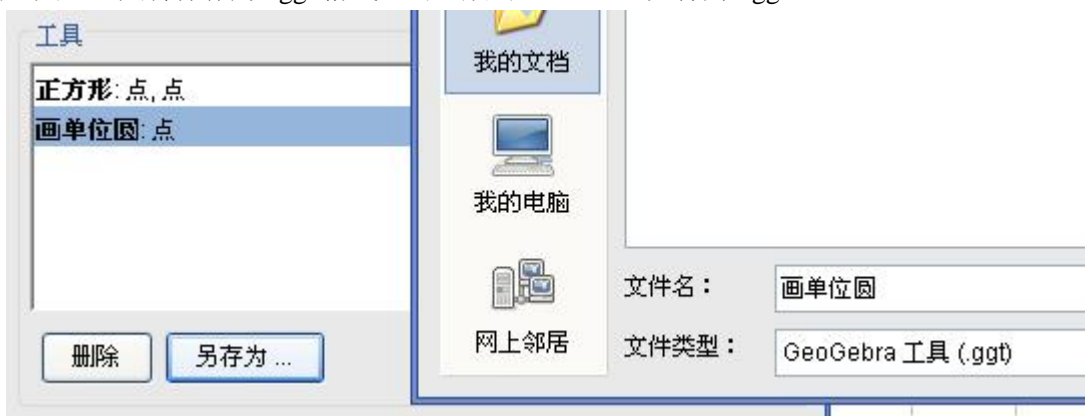 工具
正方形: 点, 点
画单位圆: 点
删除
另存为 ...
我的文档
我的电脑
网上邻居
文件名：
画单位圆
文件类型：
GeoGebra 工具 (.ggt)